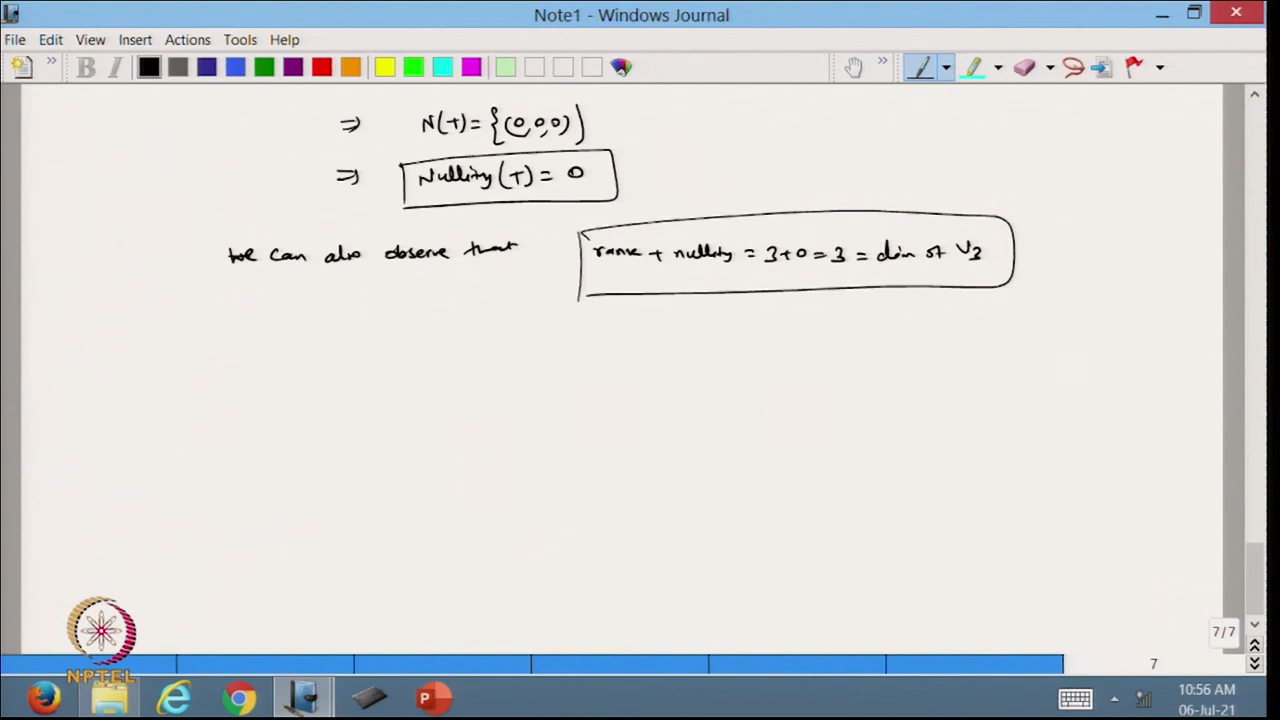 Note1 - Windows Journal
File Edit View Insert Actions Tools Help
⇒ N(T)= {(0,0,0)}
⇒ Nullity (T) = 0
We can also observe that rank + nullity = 3+0 = 3 = dim of V3
7/7
7
NPTEL
10:56 AM
06-Jul-21